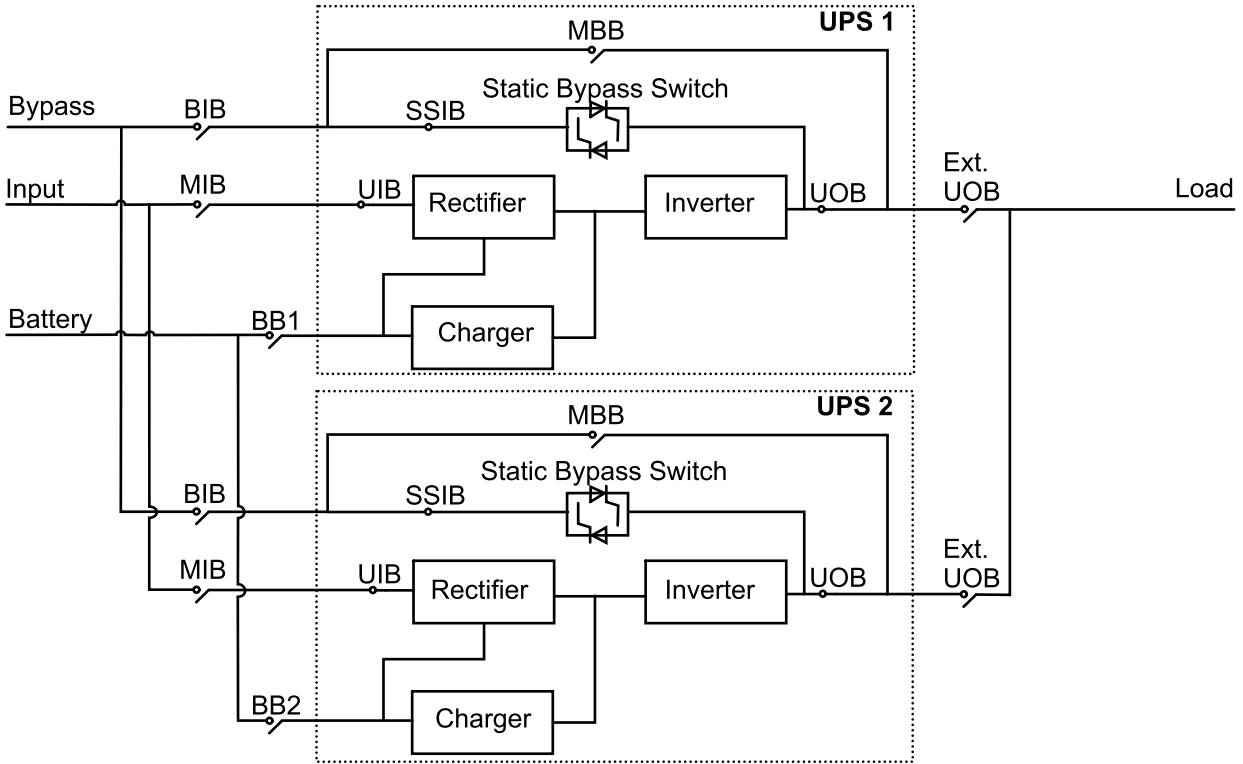 UPS 1
MBB
Static Bypass Switch
Bypass
BIB
SSIB
Ext.
UOB
Input
MIB
UIB
Rectifier
Inverter
UOB
Load
Battery
BB1
Charger
UPS 2
MBB
Static Bypass Switch
BIB
SSIB
Ext.
UOB
MIB
UIB
Rectifier
Inverter
UOB
BB2
Charger